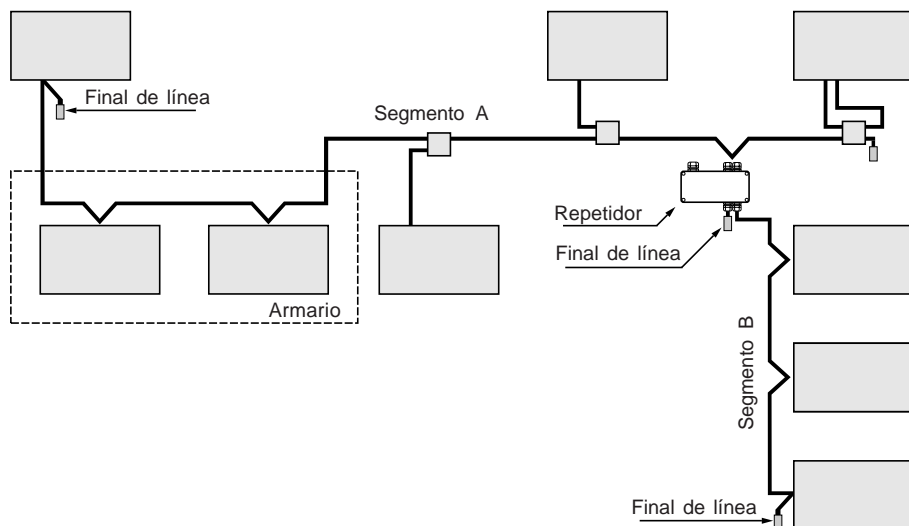 Final de línea
Segmento A
Repetidor
Final de línea
Armario
Segmento B
Final de línea